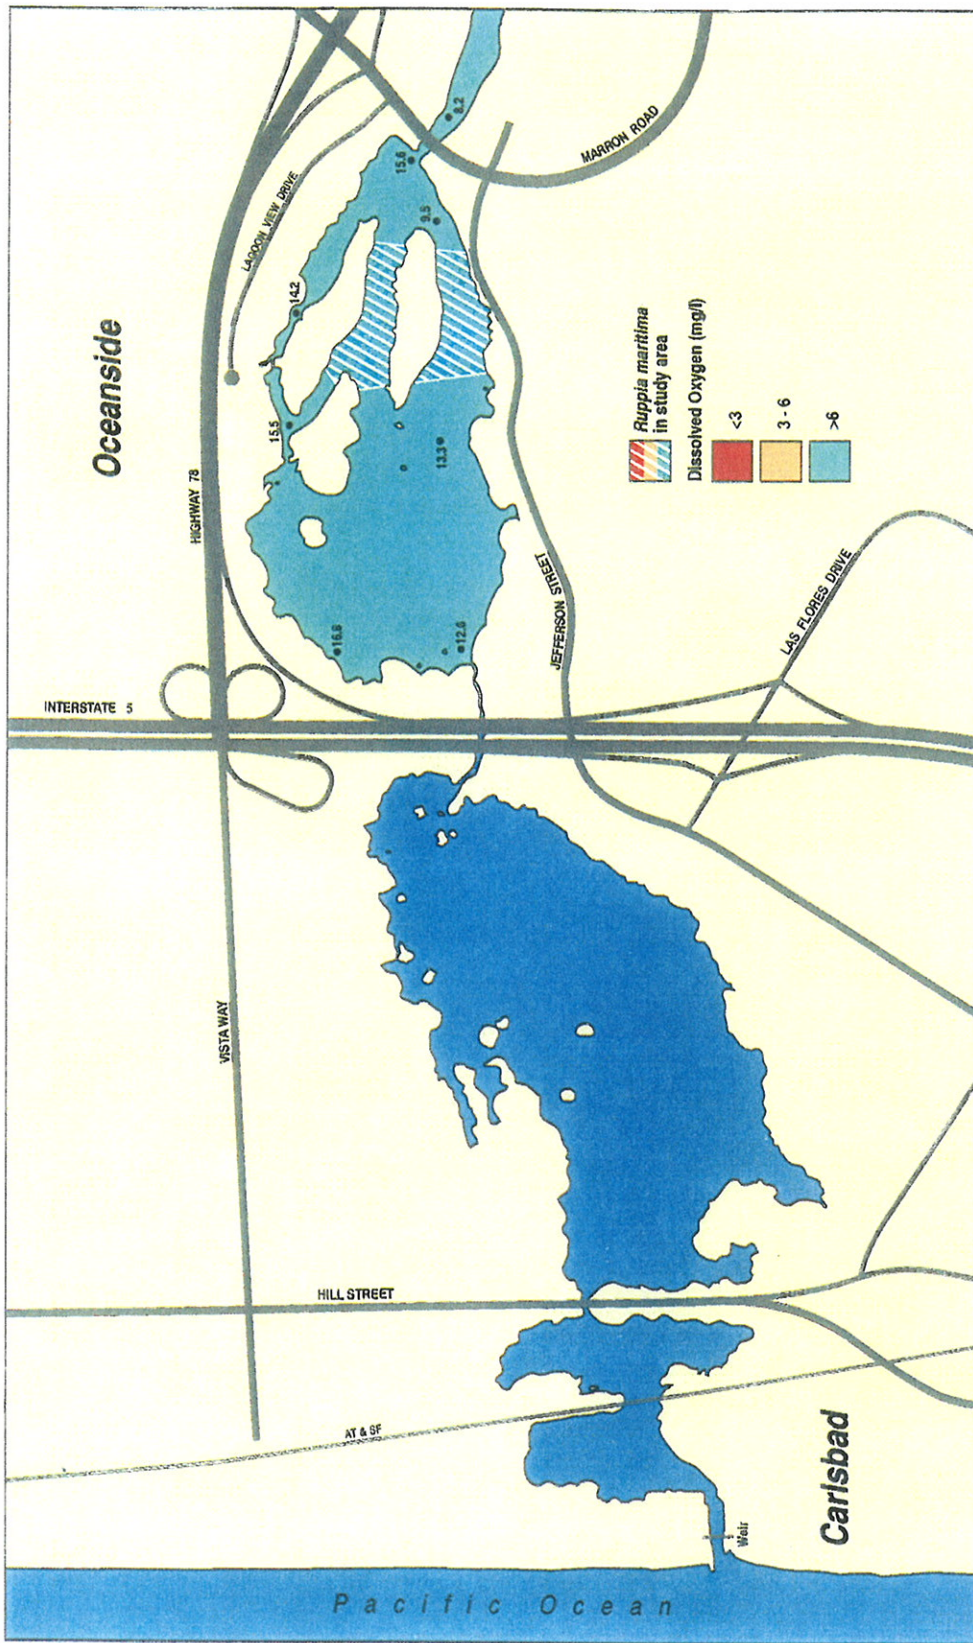 Oceanside
HIGHWAY 78
LAGOON VIEW DRIVE
MARRON ROAD
INTERSTATE 5
VISTA WAY
HILL STREET
AT & SF
JEFFERSON STREET
LAS FLORES DRIVE
8.2
15.6
9.5
14.2
15.5
13.3
16.8
12.6
Ruppia maritima
in study area
Dissolved Oxygen (mg/l)
<3
3 - 6
>6
Carlsbad
Weir
Pacific Ocean